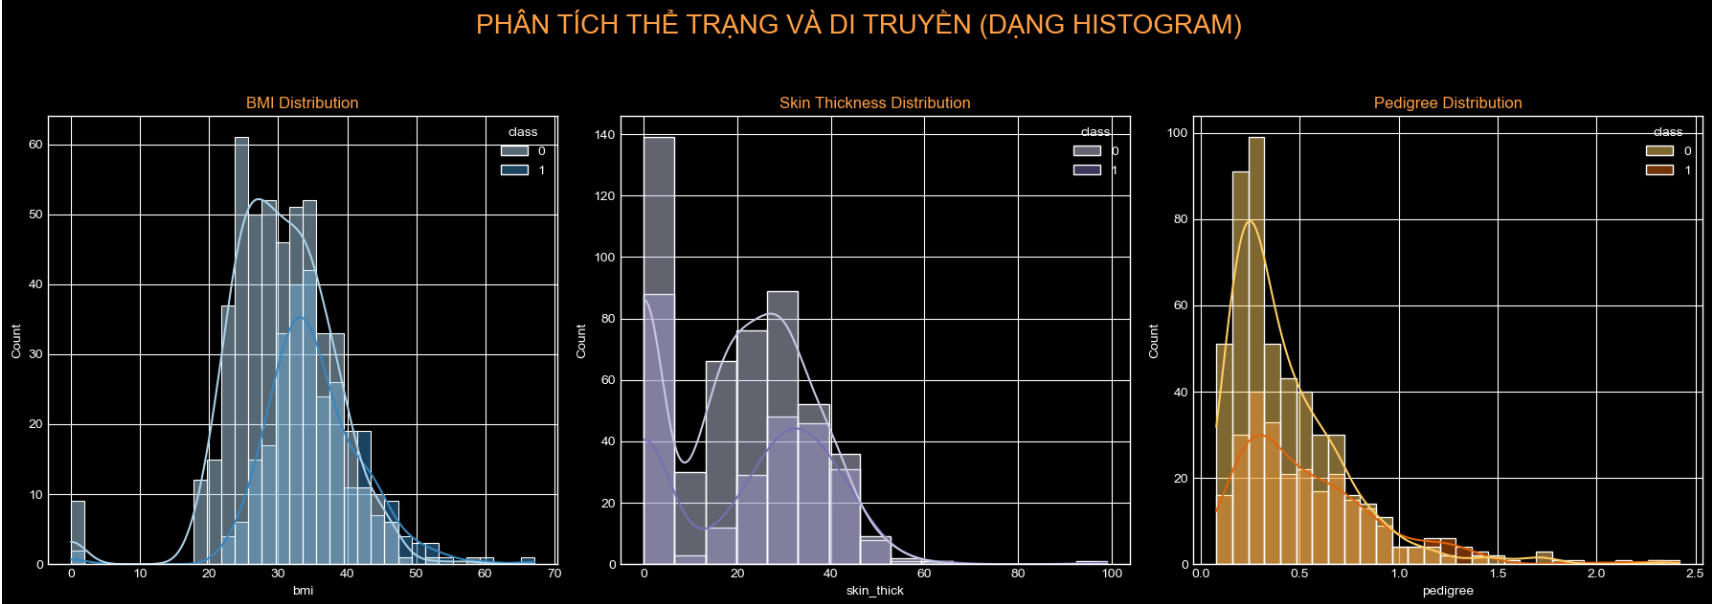 PHÂN TÍCH THỂ TRẠNG VÀ DI TRUYỀN (DẠNG HISTOGRAM)
BMI Distribution
Count
60
50
40
30
20
10
0
0 10 20 30 40 50 60 70
bmi
class
0
1
Skin Thickness Distribution
Count
140
120
100
80
60
40
20
0
0 20 40 60 80 100
skin_thick
class
0
1
Pedigree Distribution
Count
100
80
60
40
20
0
0.0 0.5 1.0 1.5 2.0 2.5
pedigree
class
0
1